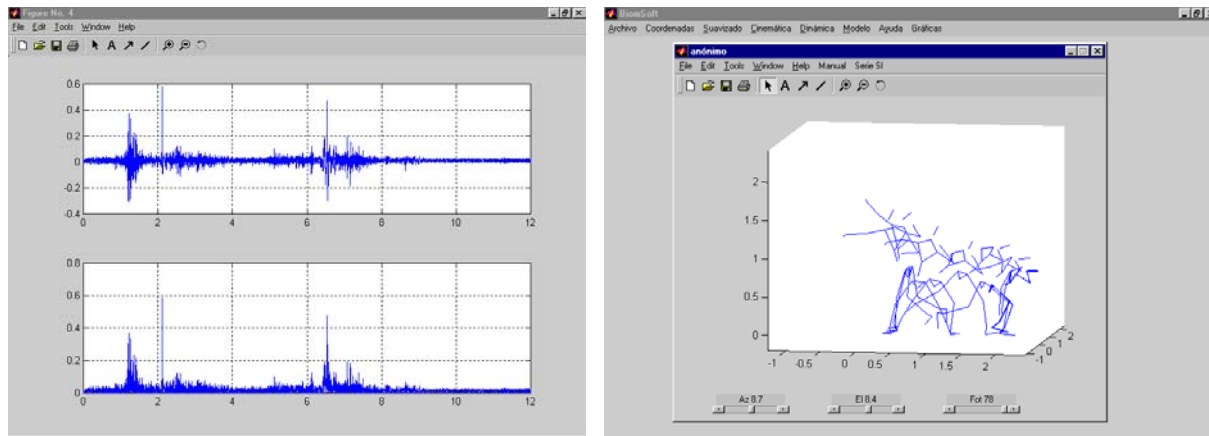 Figure No. 4
File Edit Tools Window Help
A
0.6
0.4
0.2
0
-0.2
-0.4
0 2 4 6 8 10 12
0.8
0.6
0.4
0.2
0
0 2 4 6 8 10 12
BiomSoft
Archivo Coordenadas Suavizado Cinemática Dinámica Modelo Ayuda Gráficas
anónimo
File Edit Tools Window Help Manual Serie SI
A
2
1.5
1
0.5
0
-1 -0.5 0 0.5 1 1.5 2
-1 0 1 2
Az 8.7 El 8.4 Fot 78